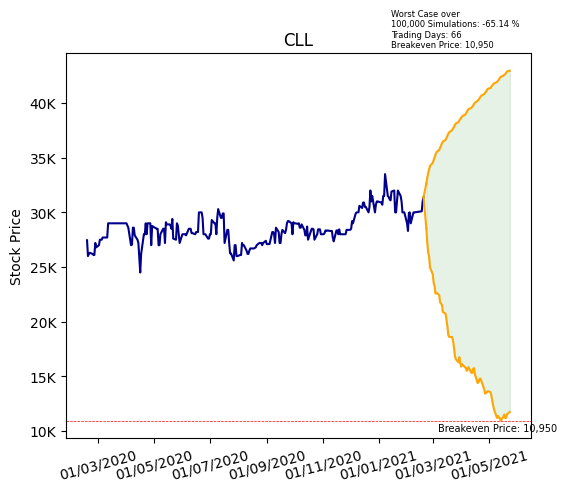 Worst Case over
100,000 Simulations: -65.14 %
Trading Days: 66
Breakeven Price: 10,950
CLL
Stock Price
40K
35K
30K
25K
20K
15K
10K
Breakeven Price: 10,950
01/03/2020 01/05/2020 01/07/2020 01/09/2020 01/11/2020 01/01/2021 01/03/2021 01/05/2021